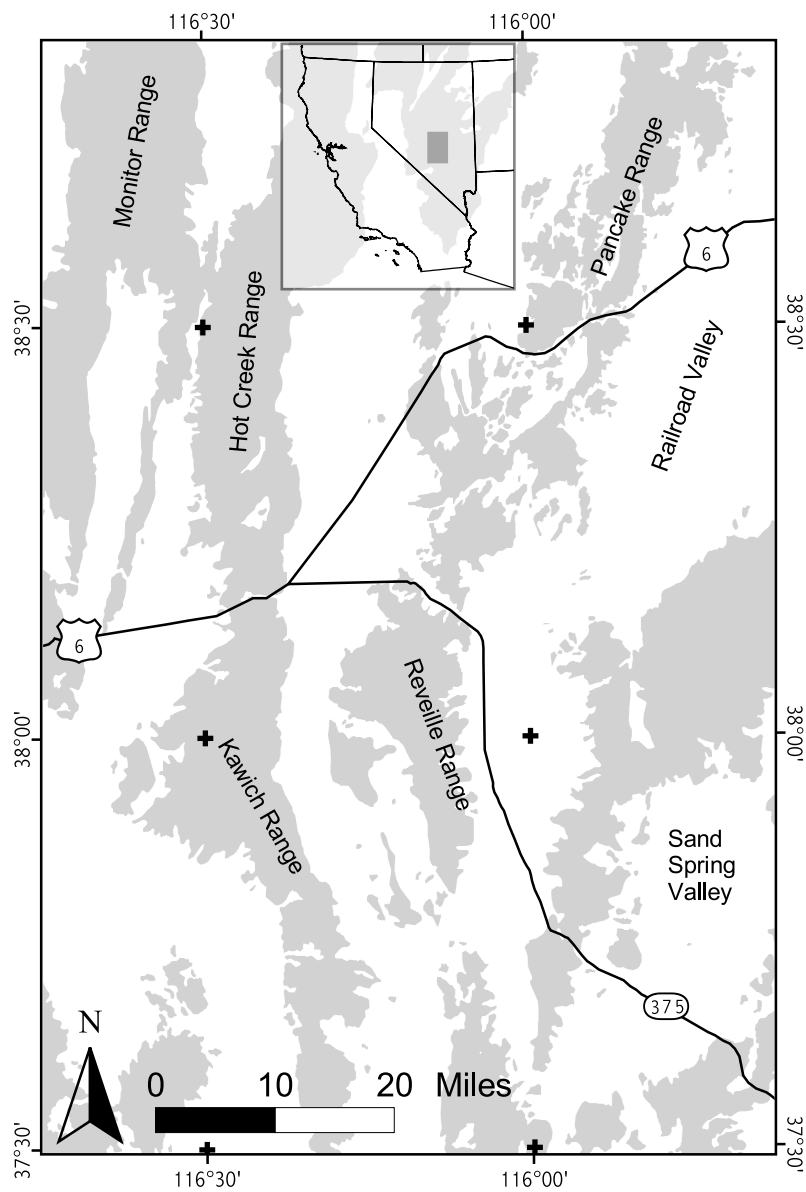 116°30'
116°00'
Monitor Range
Pancake Range
6
38°30'
38°30'
Hot Creek Range
Railroad Valley
6
Reveille Range
38°00'
38°00'
Kawich Range
Sand
Spring
Valley
375
N
0 10 20 Miles
37°30'
37°30'
116°30'
116°00'